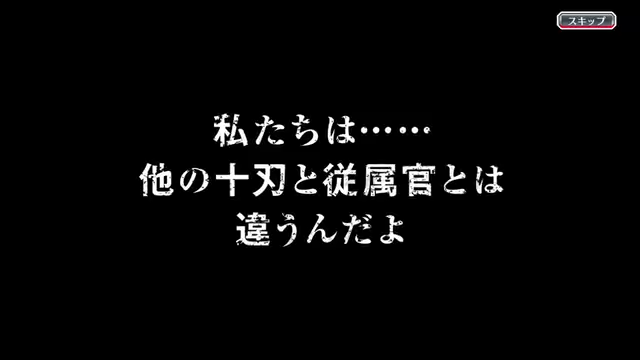 スキップ
私たちは……
他の十刃と従属官とは
違うんだよ